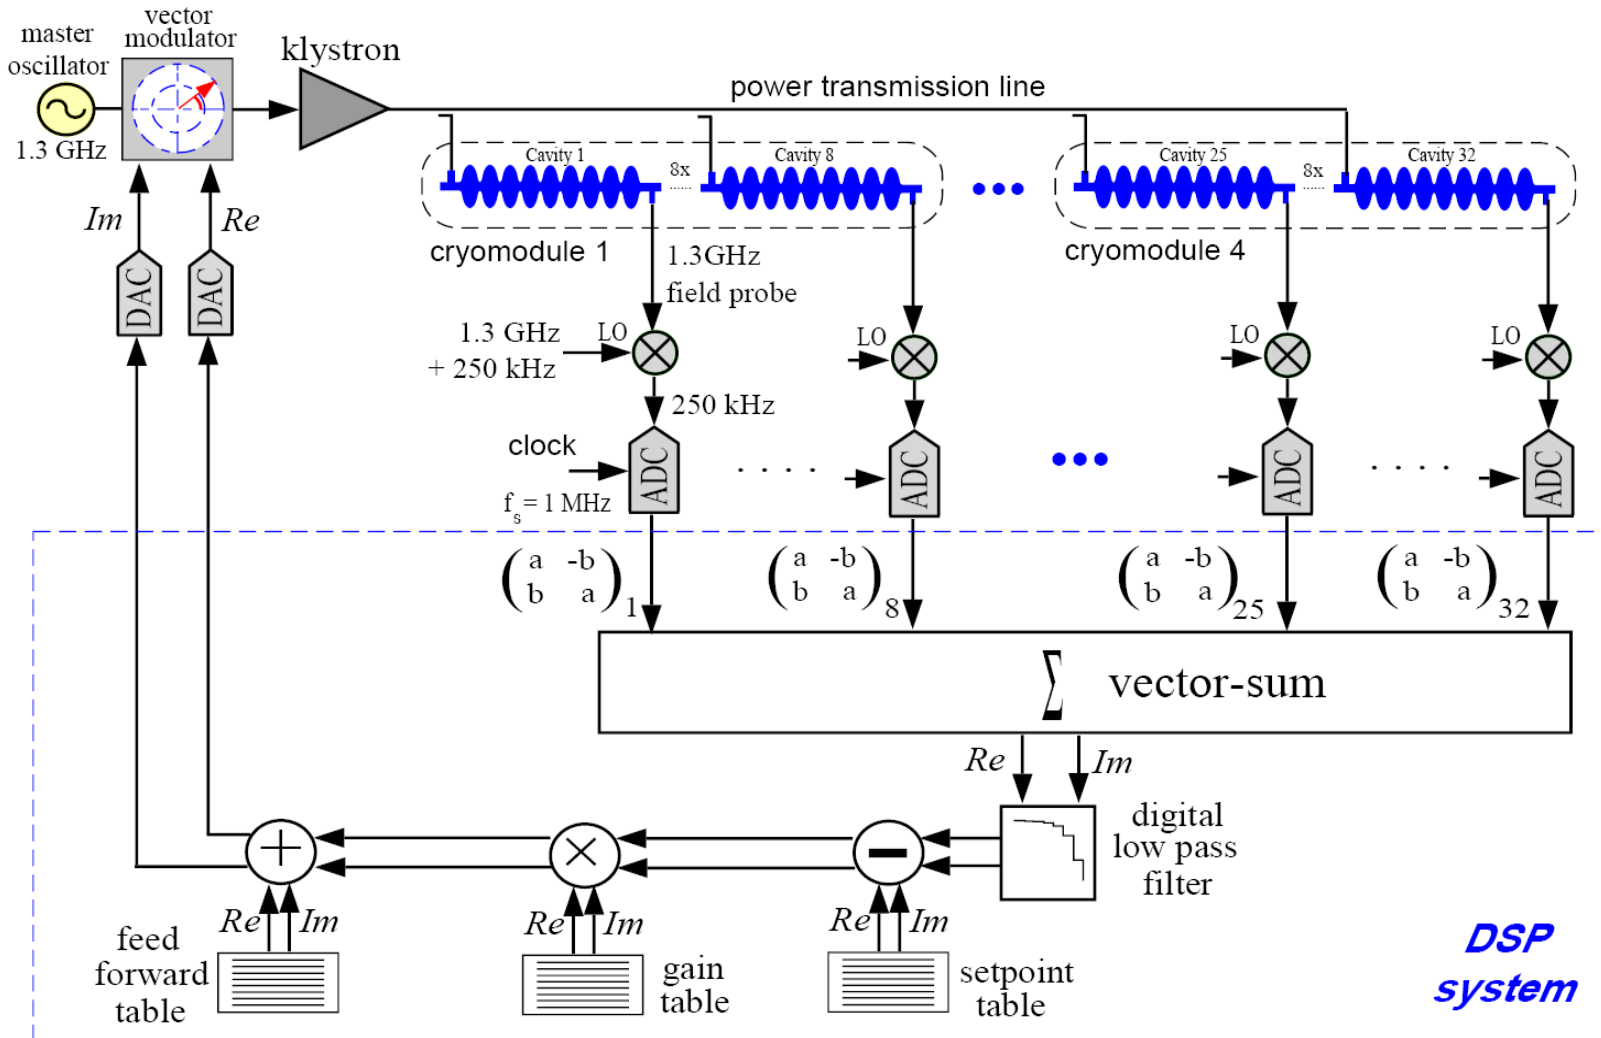 vector
modulator
master
oscillator
1.3 GHz
klystron
power transmission line
Cavity 1
8x
Cavity 8
Cavity 25
8x
Cavity 32
Im
Re
cryomodule 1
cryomodule 4
DAC
DAC
1.3GHz
field probe
1.3 GHz
+ 250 kHz
LO
LO
LO
LO
250 kHz
clock
fs = 1 MHz
ADC
ADC
ADC
ADC
a -b
b a
1
a -b
b a
8
a -b
b a
25
a -b
b a
32
∑ vector-sum
Re
Im
digital
low pass
filter
Re
Im
Re
Im
Re
Im
feed
forward
table
gain
table
setpoint
table
DSP
system